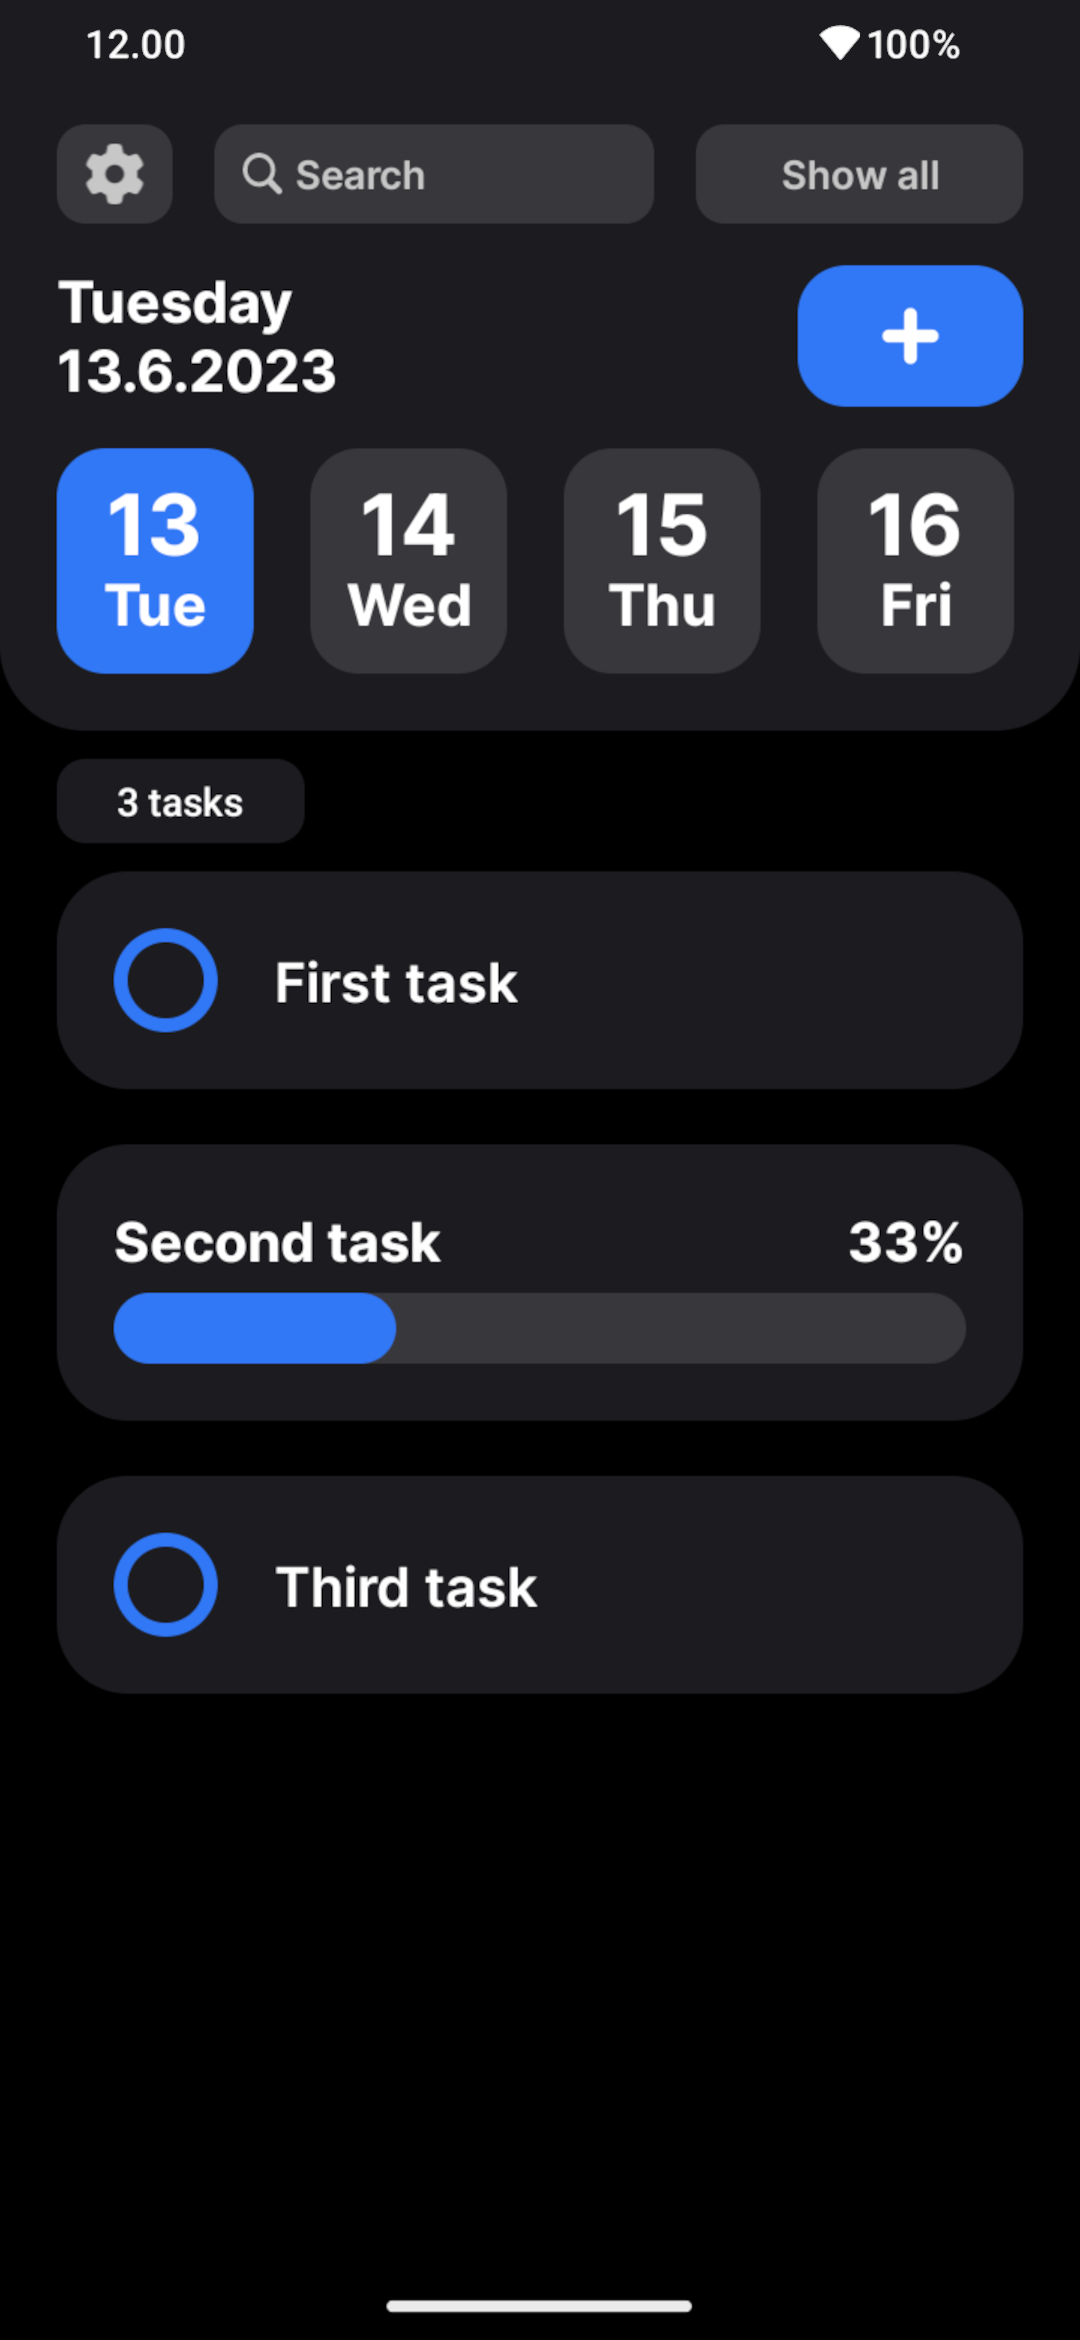 12.00 100%
Search Show all
Tuesday
13.6.2023
13 14 15 16
Tue Wed Thu Fri
3 tasks
First task
Second task 33%
Third task